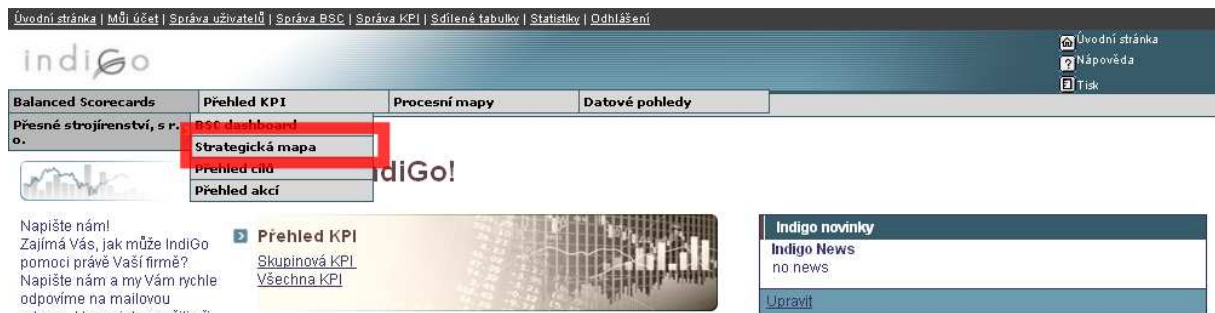 Úvodní stránka | Můj účet | Správa uživatelů | Správa BSC | Správa KPI | Sdílené tabulky | Statistiky | Odhlášení
indiGo
Úvodní stránka
Nápověda
Tisk
Balanced Scorecards Přehled KPI Procesní mapy Datové pohledy
Přesné strojírenství, s r. o.
BSC dashboard
Strategická mapa
Přehled cílů
Přehled akcí
ndiGo!
Napište nám!
Zajímá Vás, jak může IndiGo
pomoci právě Vaší firmě?
Napište nám a my Vám rychle
odpovíme na mailovou
Přehled KPI
Skupinová KPI
Všechna KPI
Indigo novinky
Indigo News
no news
Upravit